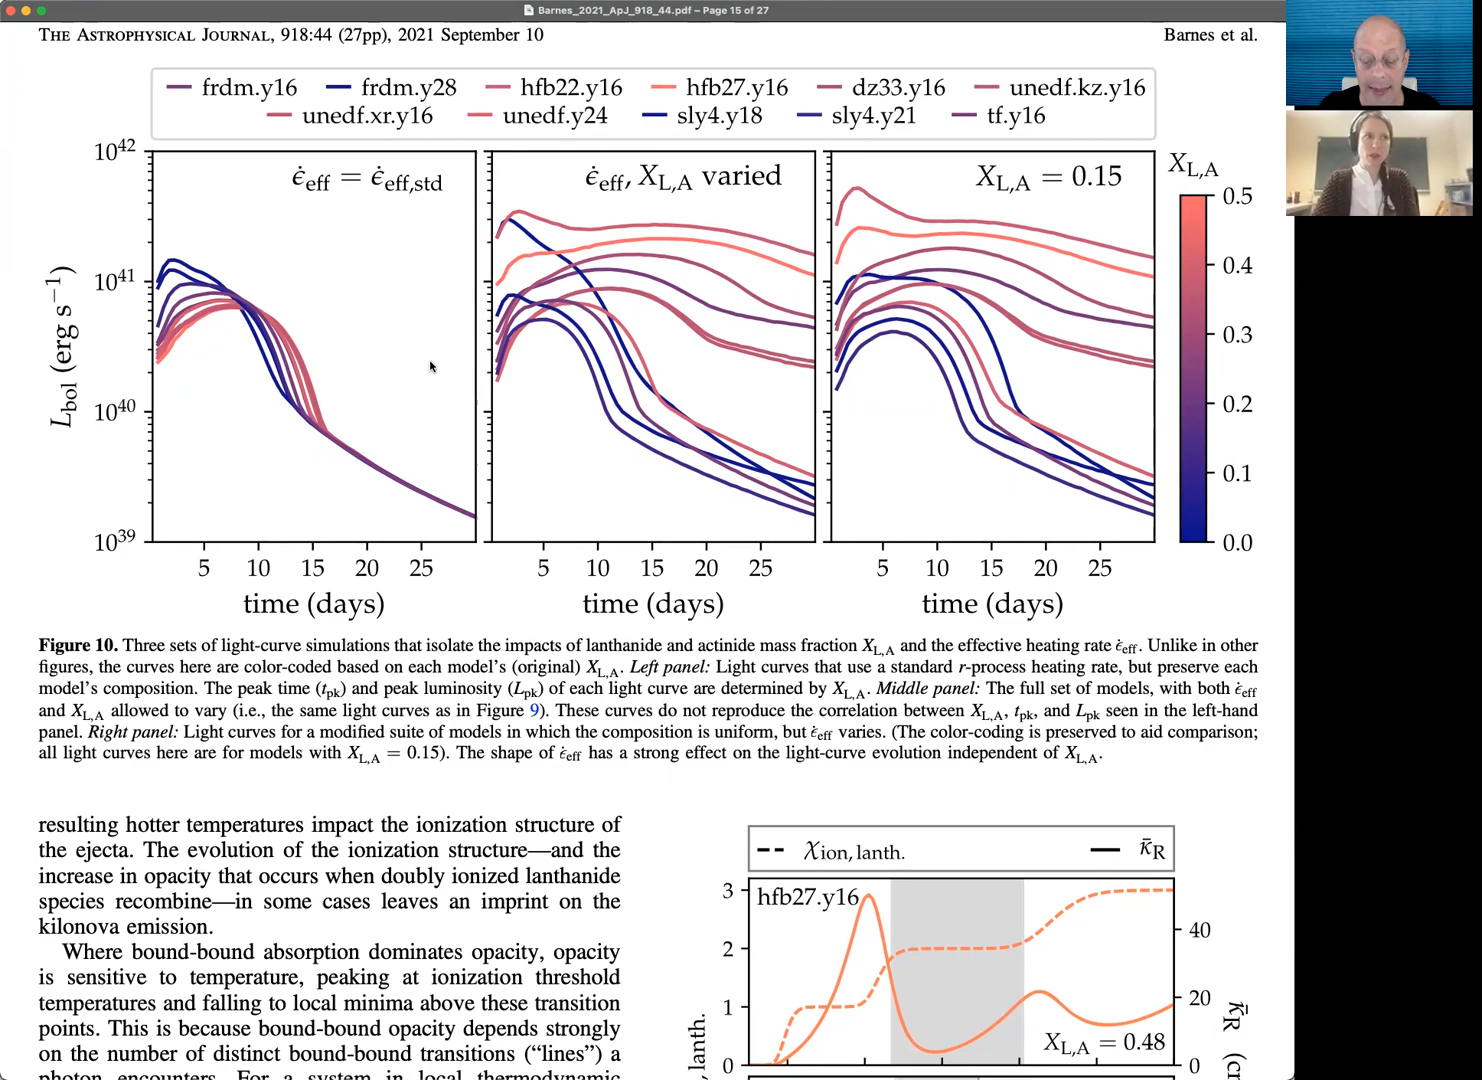 Barnes_2021_ApJ_918_44.pdf – Page 15 of 27
THE ASTROPHYSICAL JOURNAL, 918:44 (27pp), 2021 September 10
Barnes et al.
frdm.y16 frdm.y28 hfb22.y16 hfb27.y16 dz33.y16 unedf.kz.y16
unedf.xr.y16 unedf.y24 sly4.y18 sly4.y21 tf.y16
ϵ̇eff = ϵ̇eff,std
ϵ̇eff, XL,A varied
XL,A = 0.15
XL,A
Lbol (erg s⁻¹)
10⁴²
10⁴¹
10⁴⁰
10³⁹
0.5
0.4
0.3
0.2
0.1
0.0
5 10 15 20 25
5 10 15 20 25
5 10 15 20 25
time (days)
time (days)
time (days)
Figure 10. Three sets of light-curve simulations that isolate the impacts of lanthanide and actinide mass fraction XL,A and the effective heating rate ϵ̇eff. Unlike in other
figures, the curves here are color-coded based on each model's (original) XL,A. Left panel: Light curves that use a standard r-process heating rate, but preserve each
model's composition. The peak time (tpk) and peak luminosity (Lpk) of each light curve are determined by XL,A. Middle panel: The full set of models, with both ϵ̇eff
and XL,A allowed to vary (i.e., the same light curves as in Figure 9). These curves do not reproduce the correlation between XL,A, tpk, and Lpk seen in the left-hand
panel. Right panel: Light curves for a modified suite of models in which the composition is uniform, but ϵ̇eff varies. (The color-coding is preserved to aid comparison;
all light curves here are for models with XL,A = 0.15). The shape of ϵ̇eff has a strong effect on the light-curve evolution independent of XL,A.
resulting hotter temperatures impact the ionization structure of
the ejecta. The evolution of the ionization structure—and the
increase in opacity that occurs when doubly ionized lanthanide
species recombine—in some cases leaves an imprint on the
kilonova emission.
Where bound-bound absorption dominates opacity, opacity
is sensitive to temperature, peaking at ionization threshold
temperatures and falling to local minima above these transition
points. This is because bound-bound opacity depends strongly
on the number of distinct bound-bound transitions (“lines”) a
photon encounters. For a system in local thermodynamic
χion, lanth. κ̄R
hfb27.y16
3
2
1
0
40
20
0
XL,A = 0.48
, lanth.
κ̄R (cr